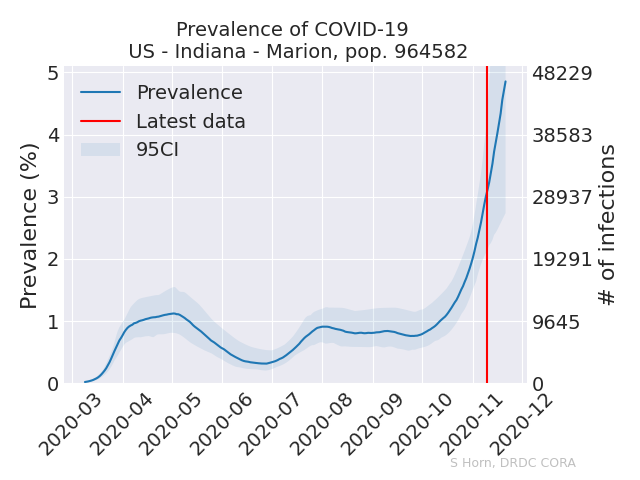 Prevalence of COVID-19
US - Indiana - Marion, pop. 964582
Prevalence
Latest data
95CI
Prevalence (%)
5
4
3
2
1
0
48229
38583
28937
19291
9645
0
# of infections
2020-03
2020-04
2020-05
2020-06
2020-07
2020-08
2020-09
2020-10
2020-11
2020-12
S Horn, DRDC CORA